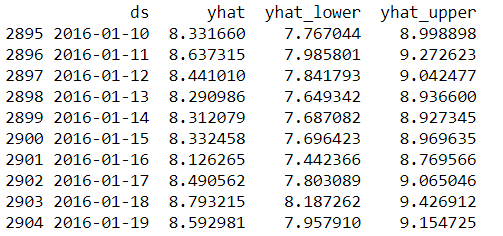 ds yhat yhat_lower yhat_upper
2895 2016-01-10 8.331660 7.767044 8.998898
2896 2016-01-11 8.637315 7.985801 9.272623
2897 2016-01-12 8.441010 7.841793 9.042477
2898 2016-01-13 8.290986 7.649342 8.936600
2899 2016-01-14 8.312079 7.687082 8.927345
2900 2016-01-15 8.332458 7.696423 8.969635
2901 2016-01-16 8.126265 7.442366 8.769566
2902 2016-01-17 8.490562 7.803089 9.065046
2903 2016-01-18 8.793215 8.187262 9.426912
2904 2016-01-19 8.592981 7.957910 9.154725